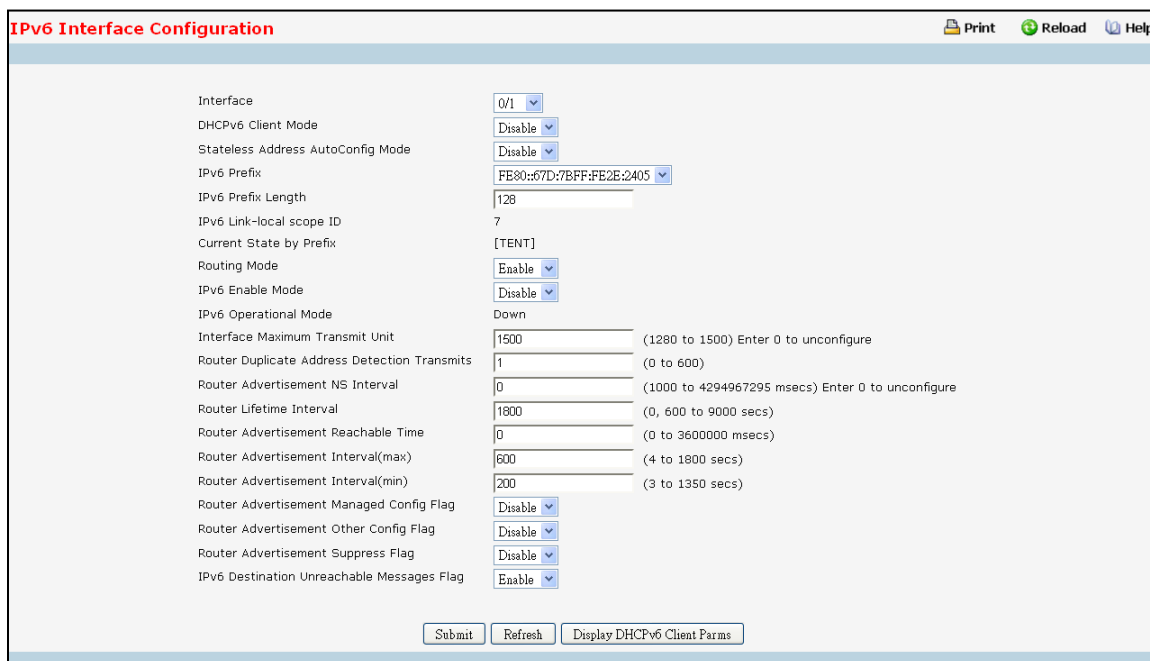 IPv6 Interface Configuration Print Reload Help
Interface 0/1
DHCPv6 Client Mode Disable
Stateless Address AutoConfig Mode Disable
IPv6 Prefix FE80::67D:7BFF:FE2E:2405
IPv6 Prefix Length 128
IPv6 Link-local scope ID 7
Current State by Prefix [TENT]
Routing Mode Enable
IPv6 Enable Mode Disable
IPv6 Operational Mode Down
Interface Maximum Transmit Unit 1500 (1280 to 1500) Enter 0 to unconfigure
Router Duplicate Address Detection Transmits 1 (0 to 600)
Router Advertisement NS Interval 0 (1000 to 4294967295 msecs) Enter 0 to unconfigure
Router Lifetime Interval 1800 (0, 600 to 9000 secs)
Router Advertisement Reachable Time 0 (0 to 3600000 msecs)
Router Advertisement Interval(max) 600 (4 to 1800 secs)
Router Advertisement Interval(min) 200 (3 to 1350 secs)
Router Advertisement Managed Config Flag Disable
Router Advertisement Other Config Flag Disable
Router Advertisement Suppress Flag Disable
IPv6 Destination Unreachable Messages Flag Enable
Submit Refresh Display DHCPv6 Client Parms